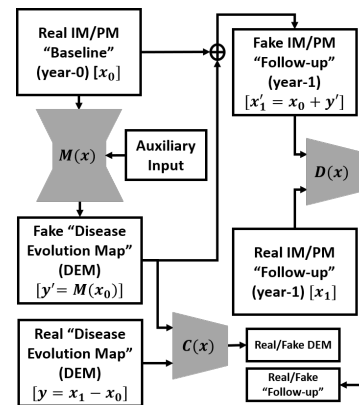 Real IM/PM
“Baseline”
(year-0) [x₀]
Fake IM/PM
“Follow-up”
(year-1)
[x₁′ = x₀ + y′]
M(x)
Auxiliary
Input
D(x)
Fake “Disease
Evolution Map”
(DEM)
[y′= M(x₀)]
Real IM/PM
“Follow-up”
(year-1) [x₁]
Real “Disease
Evolution Map”
(DEM)
[y = x₁ − x₀]
C(x)
Real/Fake DEM
Real/Fake
“Follow-up”